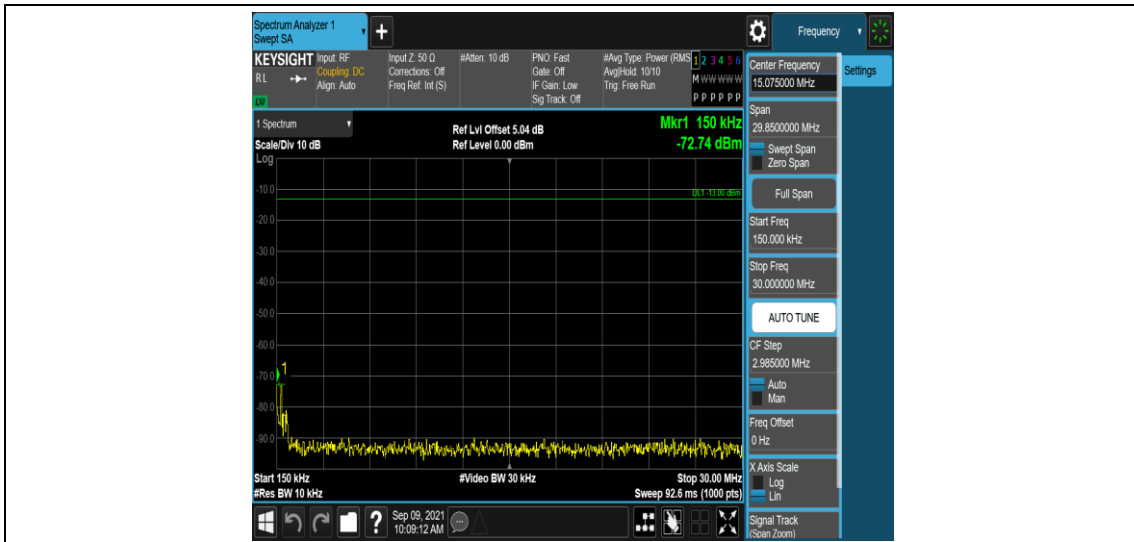 Spectrum Analyzer 1
Swept SA
+
Frequency
KEYSIGHT
RL
LXI
Input: RF
Coupling: DC
Align: Auto
Input Z: 50 Ω
Corrections: Off
Freq Ref: Int (S)
#Atten: 10 dB
PNO: Fast
Gate: Off
IF Gain: Low
Sig Track: Off
#Avg Type: Power (RMS
Avg|Hold: 10/10
Trig: Free Run
1 2 3 4 5 6
M W W W W W
P P P P P P
1 Spectrum
Scale/Div 10 dB
Log
Ref Lvl Offset 5.04 dB
Ref Level 0.00 dBm
Mkr1 150 kHz
-72.74 dBm
DL1 -13.00 dBm
-10.0
-20.0
-30.0
-40.0
-50.0
-60.0
-70.0
-80.0
-90.0
1
Start 150 kHz
#Res BW 10 kHz
#Video BW 30 kHz
Stop 30.00 MHz
Sweep 92.6 ms (1000 pts)
?
Sep 09, 2021
10:09:12 AM
Center Frequency
15.075000 MHz
Settings
Span
29.8500000 MHz
Swept Span
Zero Span
Full Span
Start Freq
150.000 kHz
Stop Freq
30.000000 MHz
AUTO TUNE
CF Step
2.985000 MHz
Auto
Man
Freq Offset
0 Hz
X Axis Scale
Log
Lin
Signal Track
(Span Zoom)